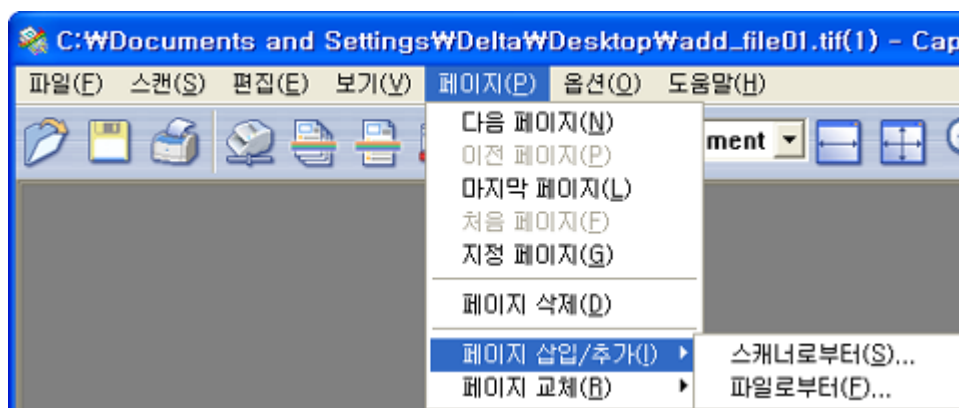 C:₩Documents and Settings₩Delta₩Desktop₩add_file01.tif(1) - Cap
파일(F) 스캔(S) 편집(E) 보기(V) 페이지(P) 옵션(O) 도움말(H)
ment
다음 페이지(N)
이전 페이지(P)
마지막 페이지(L)
처음 페이지(F)
지정 페이지(G)
페이지 삭제(D)
페이지 삽입/추가(I)
스캐너로부터(S)...
페이지 교체(R)
파일로부터(F)...